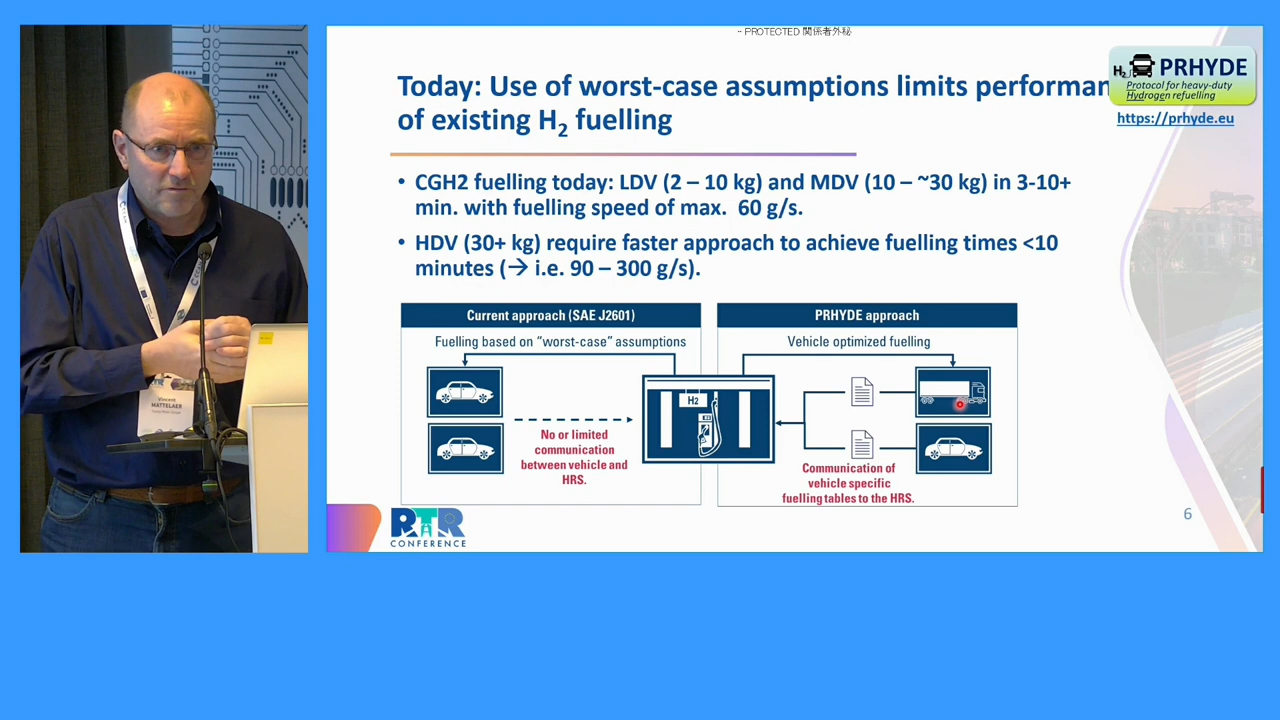 - PROTECTED 関係者外秘
Today: Use of worst-case assumptions limits performan
of existing H₂ fuelling
H₂ PRHYDE
Protocol for heavy-duty
Hydrogen refuelling
https://prhyde.eu
• CGH2 fuelling today: LDV (2 – 10 kg) and MDV (10 – ~30 kg) in 3-10+
min. with fuelling speed of max. 60 g/s.
• HDV (30+ kg) require faster approach to achieve fuelling times <10
minutes (→ i.e. 90 – 300 g/s).
Current approach (SAE J2601)
Fuelling based on "worst-case" assumptions
No or limited
communication
between vehicle and
HRS.
H2
PRHYDE approach
Vehicle optimized fuelling
Communication of
vehicle specific
fuelling tables to the HRS.
RTR
CONFERENCE
6
Vincent
MATTELAER